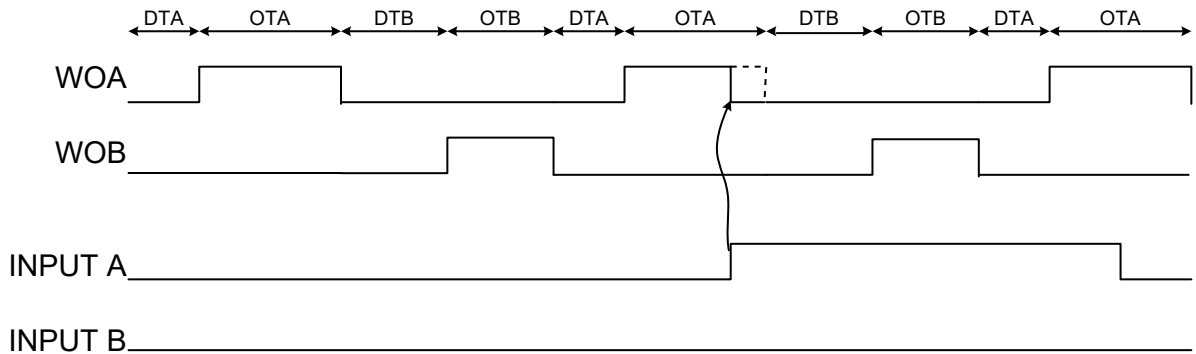 DTA OTA DTB OTB DTA OTA DTB OTB DTA OTA
WOA
WOB
INPUT A
INPUT B